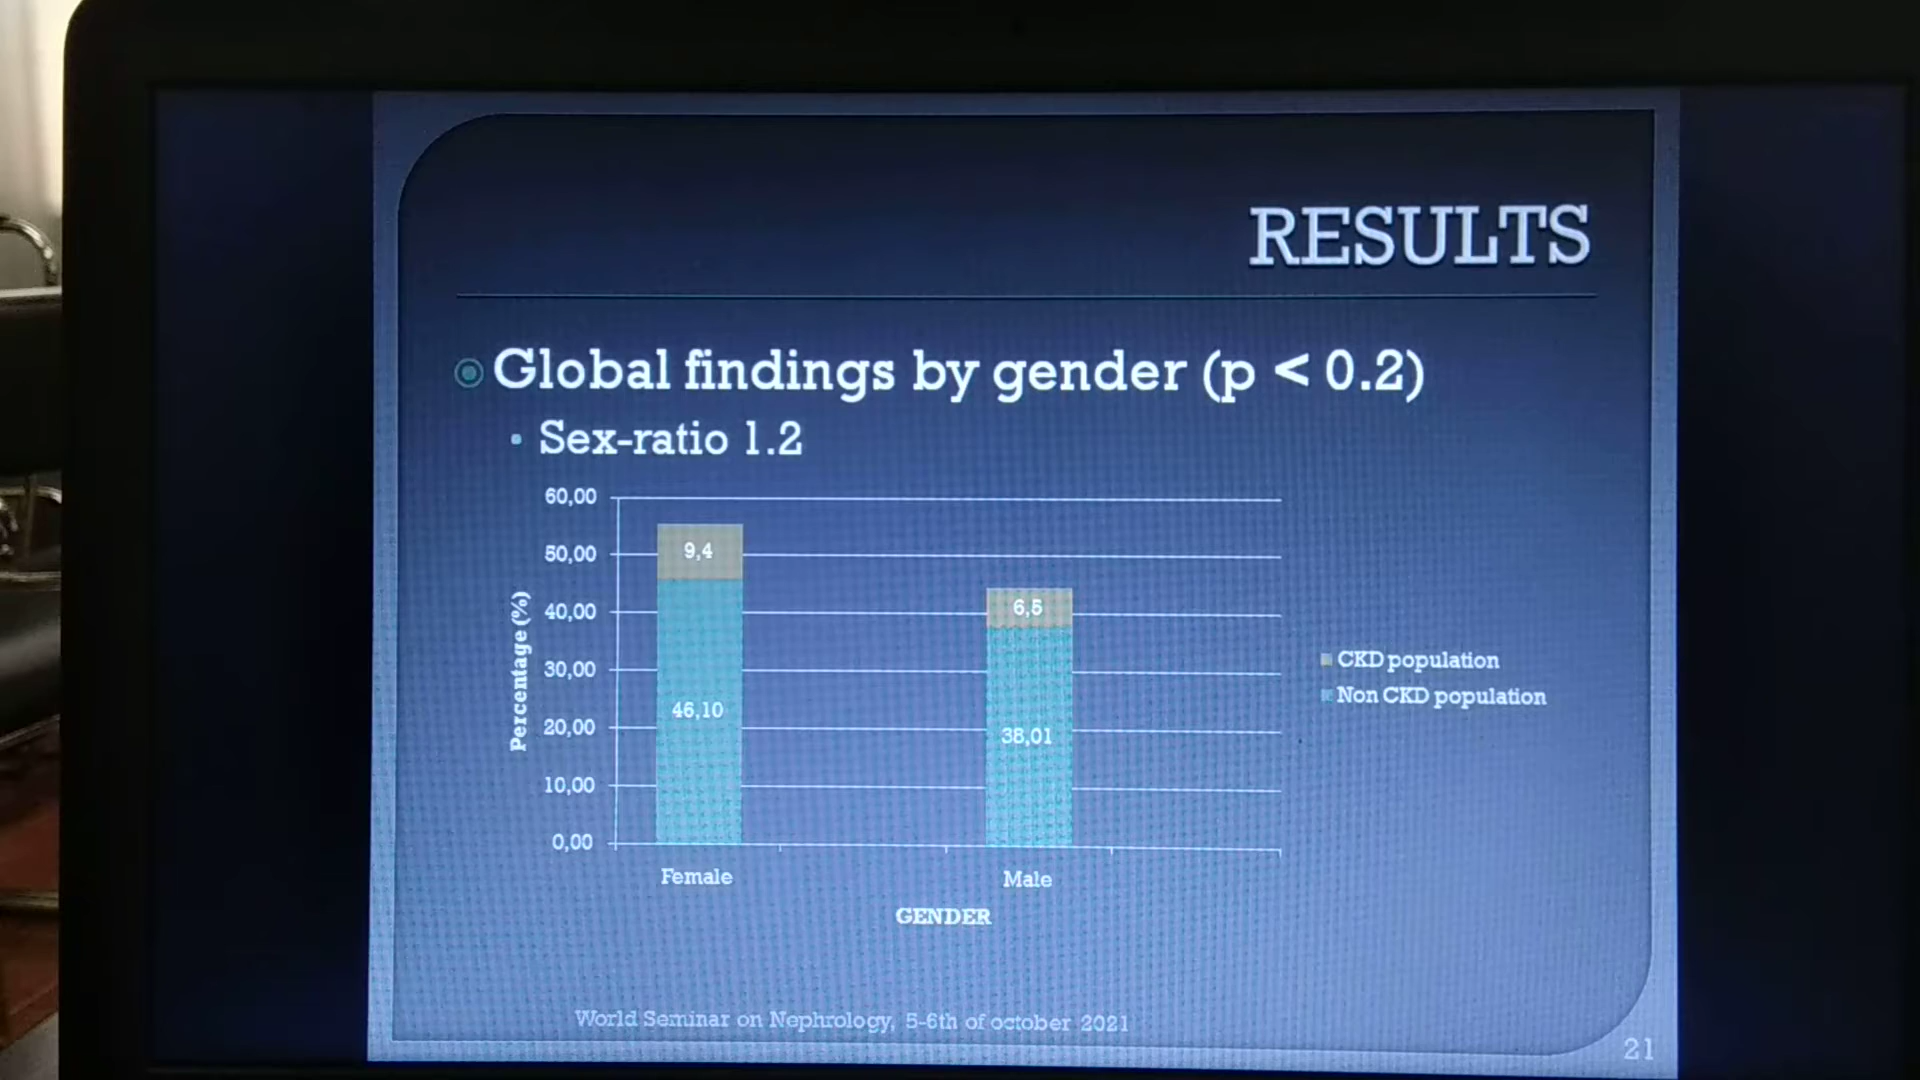 RESULTS
Global findings by gender (p < 0.2)
Sex-ratio 1.2
60,00
50,00
40,00
30,00
20,00
10,00
0,00
Percentage (%)
9,4
46,10
6,5
38,01
Female
Male
GENDER
CKD population
Non CKD population
World Seminar on Nephrology, 5-6th of october 2021
21